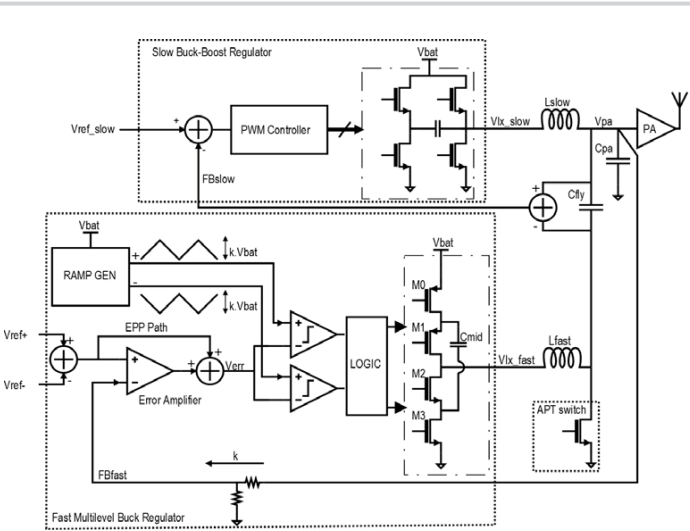 Slow Buck-Boost Regulator
Vbat
Vref_slow
+
-
PWM Controller
FBslow
Vlx_slow
Lslow
Vpa
PA
Cpa
+
-
Cfly
Vbat
RAMP GEN
+
-
k.Vbat
k.Vbat
Vref+
Vref-
+
-
EPP Path
+
-
Error Amplifier
+
+
Verr
+
-
+
-
LOGIC
Vbat
M0
M1
M2
M3
Cmid
Vlx_fast
Lfast
APT switch
k
FBfast
Fast Multilevel Buck Regulator